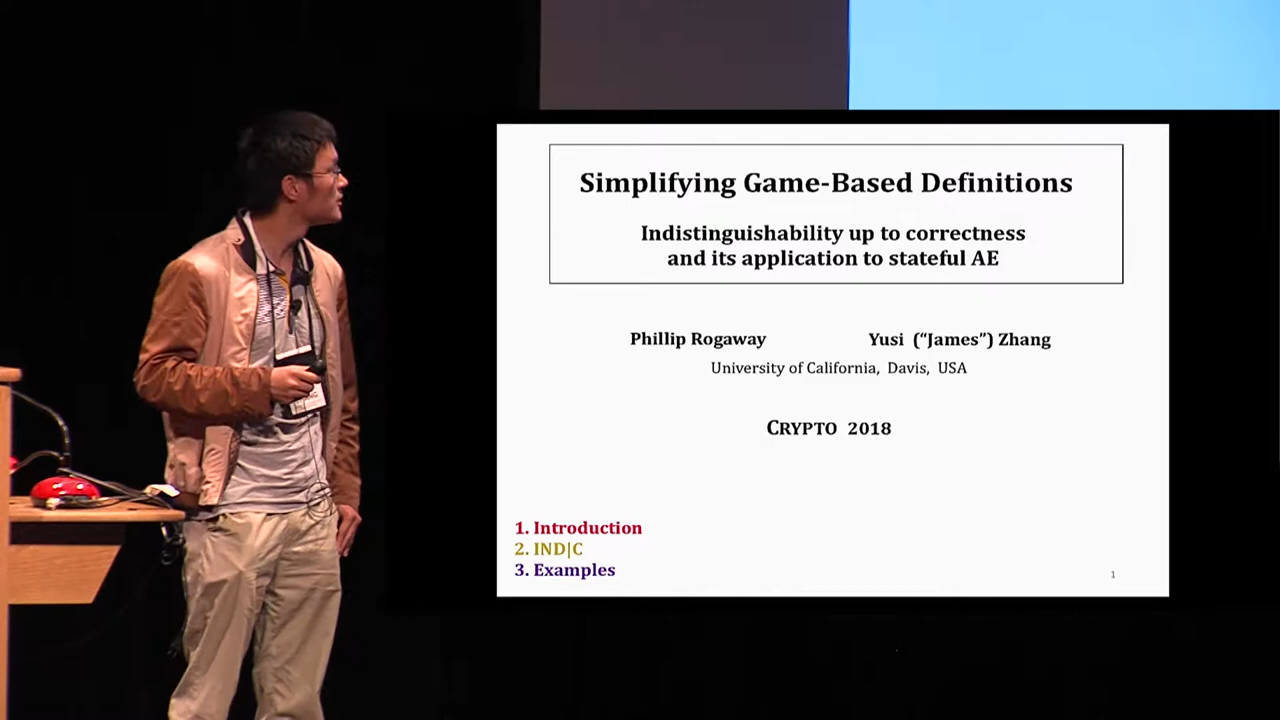 Simplifying Game-Based Definitions
Indistinguishability up to correctness
and its application to stateful AE
Phillip Rogaway Yusi (“James”) Zhang
University of California, Davis, USA
CRYPTO 2018
1. Introduction
2. IND|C
3. Examples
1